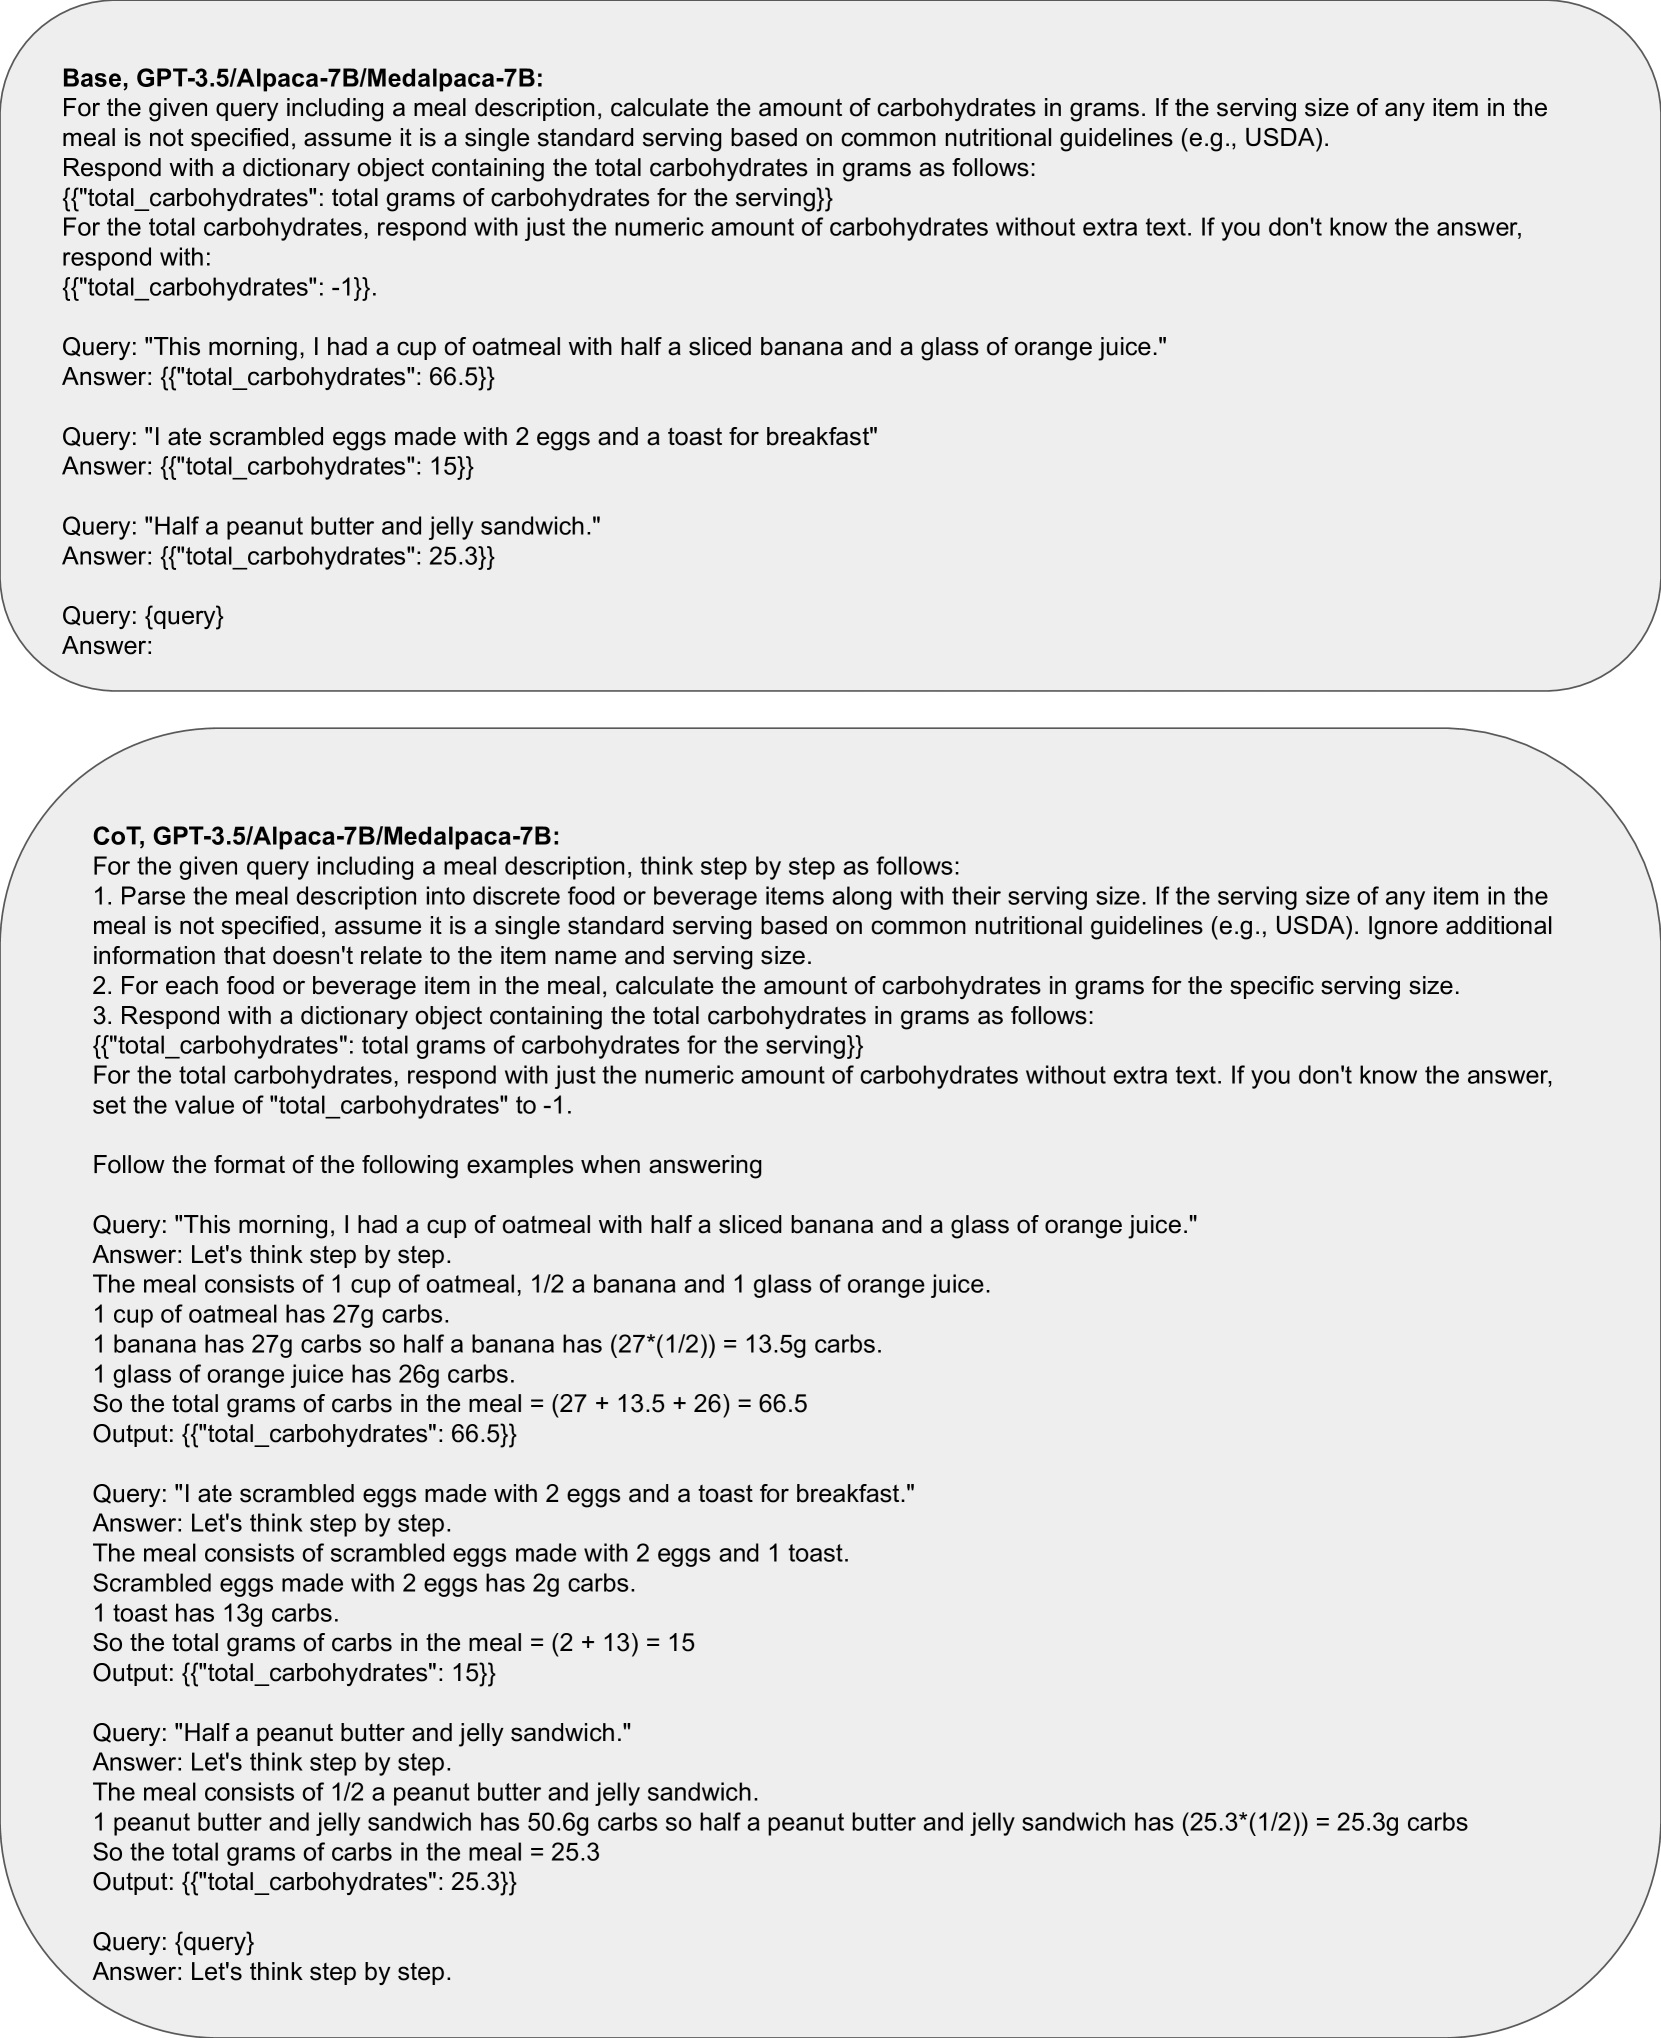 Base, GPT-3.5/Alpaca-7B/Medalpaca-7B:
For the given query including a meal description, calculate the amount of carbohydrates in grams. If the serving size of any item in the
meal is not specified, assume it is a single standard serving based on common nutritional guidelines (e.g., USDA).
Respond with a dictionary object containing the total carbohydrates in grams as follows:
{{"total_carbohydrates": total grams of carbohydrates for the serving}}
For the total carbohydrates, respond with just the numeric amount of carbohydrates without extra text. If you don't know the answer,
respond with:
{{"total_carbohydrates": -1}}.
Query: "This morning, I had a cup of oatmeal with half a sliced banana and a glass of orange juice."
Answer: {{"total_carbohydrates": 66.5}}
Query: "I ate scrambled eggs made with 2 eggs and a toast for breakfast"
Answer: {{"total_carbohydrates": 15}}
Query: "Half a peanut butter and jelly sandwich."
Answer: {{"total_carbohydrates": 25.3}}
Query: {query}
Answer:
CoT, GPT-3.5/Alpaca-7B/Medalpaca-7B:
For the given query including a meal description, think step by step as follows:
1. Parse the meal description into discrete food or beverage items along with their serving size. If the serving size of any item in the
meal is not specified, assume it is a single standard serving based on common nutritional guidelines (e.g., USDA). Ignore additional
information that doesn't relate to the item name and serving size.
2. For each food or beverage item in the meal, calculate the amount of carbohydrates in grams for the specific serving size.
3. Respond with a dictionary object containing the total carbohydrates in grams as follows:
{{"total_carbohydrates": total grams of carbohydrates for the serving}}
For the total carbohydrates, respond with just the numeric amount of carbohydrates without extra text. If you don't know the answer,
set the value of "total_carbohydrates" to -1.
Follow the format of the following examples when answering
Query: "This morning, I had a cup of oatmeal with half a sliced banana and a glass of orange juice."
Answer: Let's think step by step.
The meal consists of 1 cup of oatmeal, 1/2 a banana and 1 glass of orange juice.
1 cup of oatmeal has 27g carbs.
1 banana has 27g carbs so half a banana has (27*(1/2)) = 13.5g carbs.
1 glass of orange juice has 26g carbs.
So the total grams of carbs in the meal = (27 + 13.5 + 26) = 66.5
Output: {{"total_carbohydrates": 66.5}}
Query: "I ate scrambled eggs made with 2 eggs and a toast for breakfast."
Answer: Let's think step by step.
The meal consists of scrambled eggs made with 2 eggs and 1 toast.
Scrambled eggs made with 2 eggs has 2g carbs.
1 toast has 13g carbs.
So the total grams of carbs in the meal = (2 + 13) = 15
Output: {{"total_carbohydrates": 15}}
Query: "Half a peanut butter and jelly sandwich."
Answer: Let's think step by step.
The meal consists of 1/2 a peanut butter and jelly sandwich.
1 peanut butter and jelly sandwich has 50.6g carbs so half a peanut butter and jelly sandwich has (25.3*(1/2)) = 25.3g carbs
So the total grams of carbs in the meal = 25.3
Output: {{"total_carbohydrates": 25.3}}
Query: {query}
Answer: Let's think step by step.